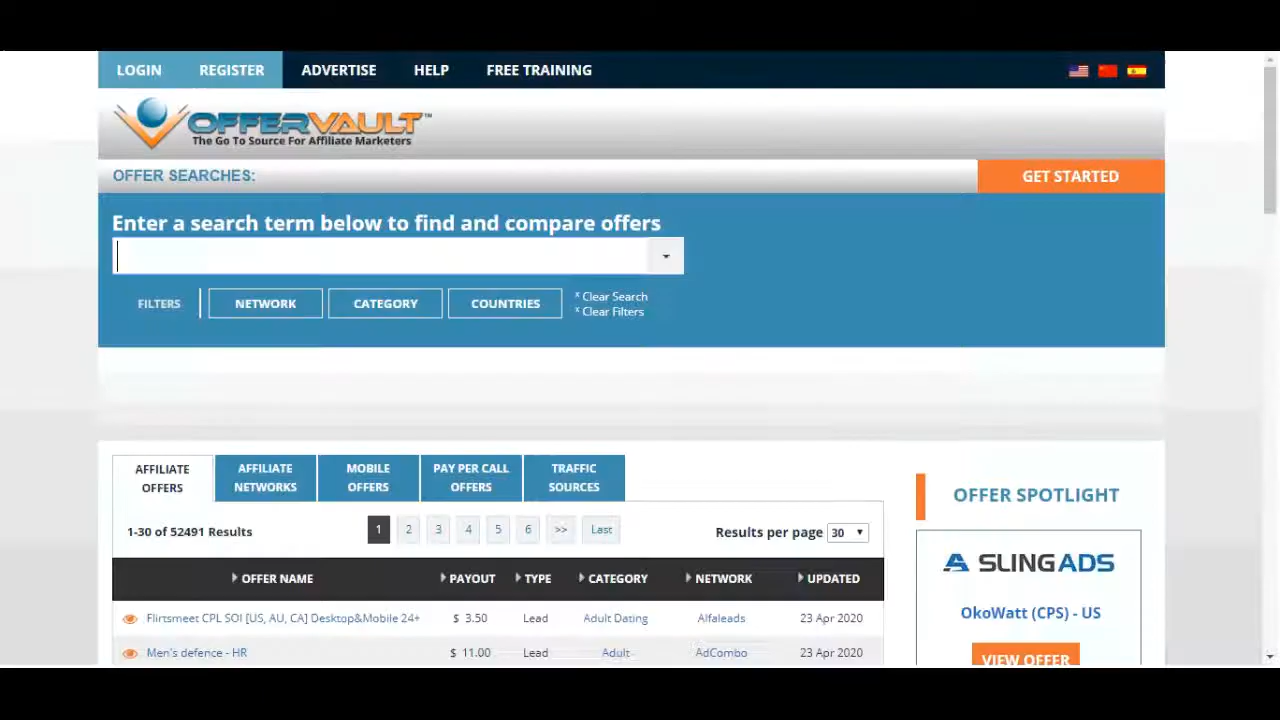 LOGIN REGISTER ADVERTISE HELP FREE TRAINING
OFFERVAULT™
The Go To Source For Affiliate Marketers
OFFER SEARCHES: GET STARTED
Enter a search term below to find and compare offers
FILTERS NETWORK CATEGORY COUNTRIES
x Clear Search
x Clear Filters
AFFILIATE OFFERS AFFILIATE NETWORKS MOBILE OFFERS PAY PER CALL OFFERS TRAFFIC SOURCES
1-30 of 52491 Results 1 2 3 4 5 6 >> Last Results per page 30
OFFER NAME PAYOUT TYPE CATEGORY NETWORK UPDATED
Flirtsmeet CPL SOI [US, AU, CA] Desktop&Mobile 24+ $ 3.50 Lead Adult Dating Alfaleads 23 Apr 2020
Men's defence - HR $ 11.00 Lead Adult- AdCombo 23 Apr 2020
OFFER SPOTLIGHT
SLINGADS
OkoWatt (CPS) - US
VIEW OFFER